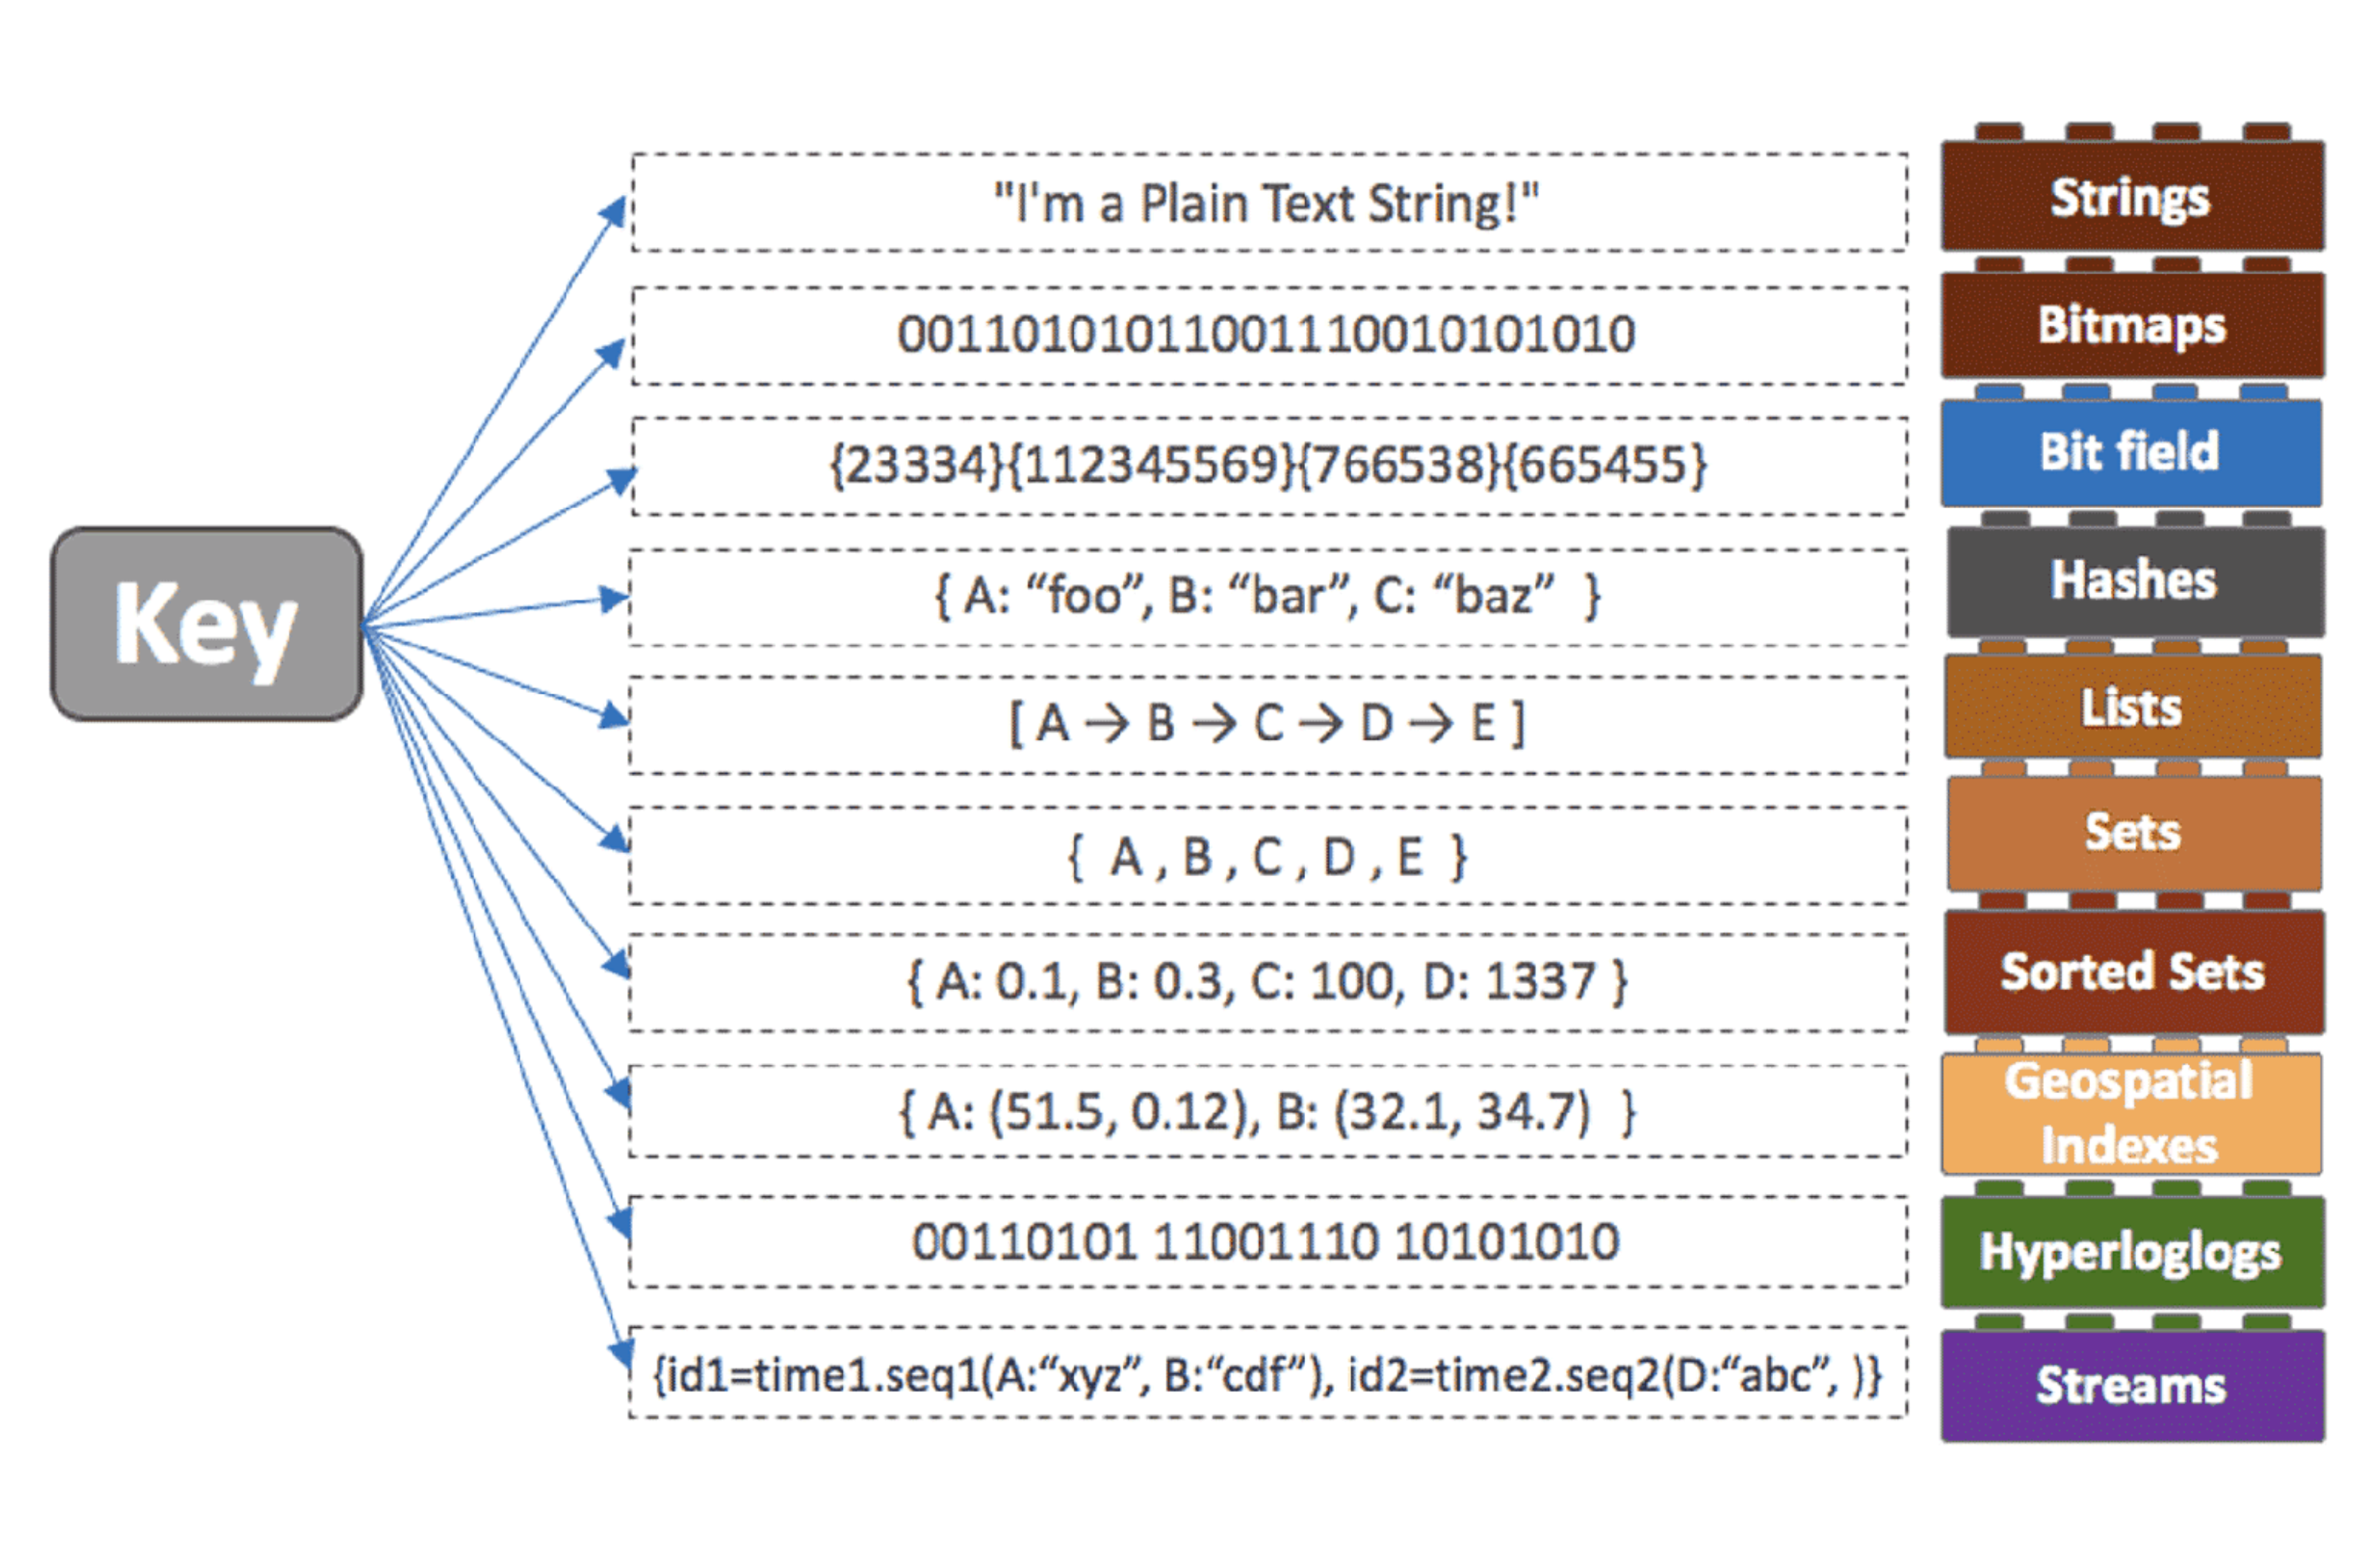 Key
"I'm a Plain Text String!"
Strings
00110101011001110010101010
Bitmaps
{23334}{112345569}{766538}{665455}
Bit field
{ A: “foo”, B: “bar”, C: “baz” }
Hashes
[ A → B → C → D → E ]
Lists
{ A , B , C , D , E }
Sets
{ A: 0.1, B: 0.3, C: 100, D: 1337 }
Sorted Sets
{ A: (51.5, 0.12), B: (32.1, 34.7) }
Geospatial
Indexes
00110101 11001110 10101010
Hyperloglogs
{id1=time1.seq1(A:“xyz”, B:“cdf”), id2=time2.seq2(D:“abc”, )}
Streams